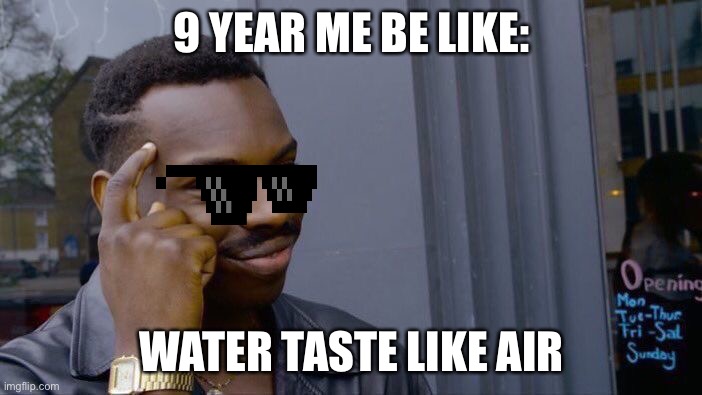 9 YEAR ME BE LIKE:
Opening
Mon
Tue-Thur
Fri -Sat
Sunday
WATER TASTE LIKE AIR
imgflip.com